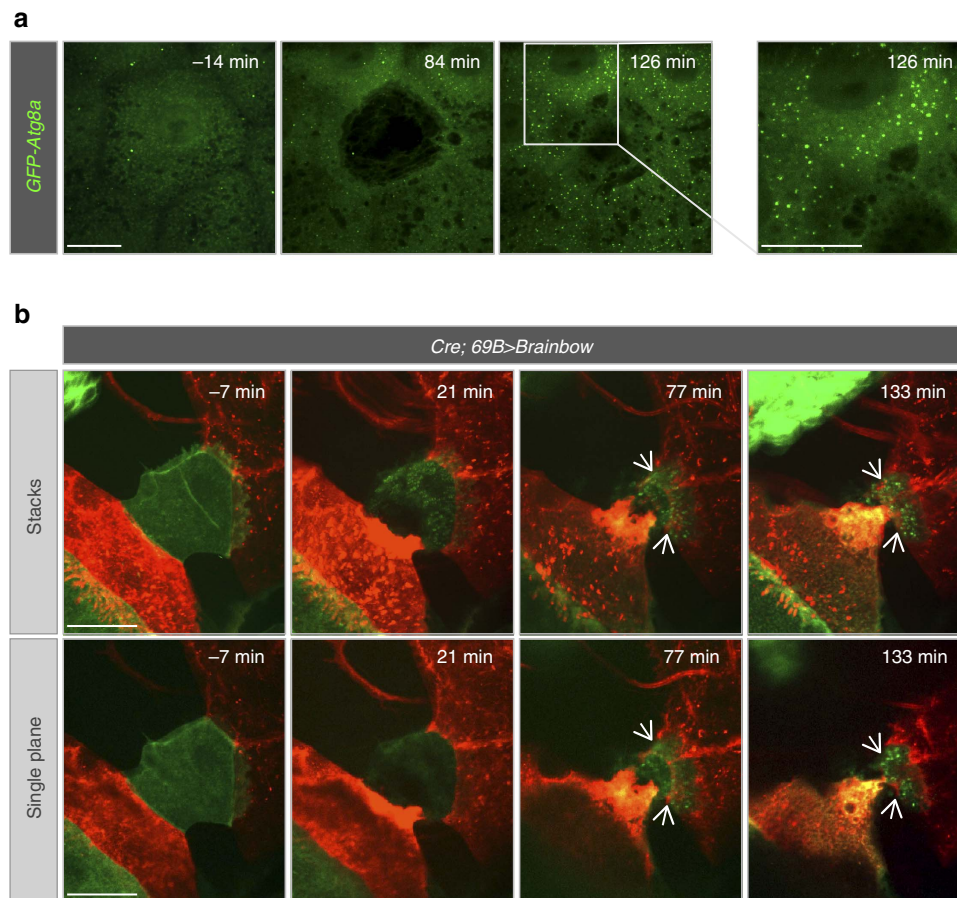 a
GFP-Atg8a
–14 min
84 min
126 min
126 min
b
Cre; 69B>Brainbow
Stacks
–7 min
21 min
77 min
133 min
Single plane
–7 min
21 min
77 min
133 min